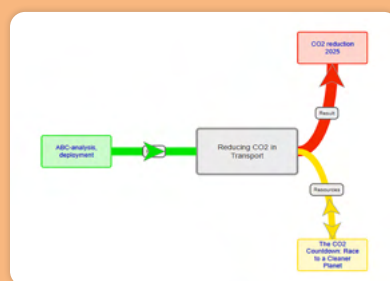 CO2 reduction
2025
Result
ABC-analysis,
deployment
Reducing CO2 in
Transport
Resources
The CO2
Countdown: Race
to a Cleaner
Planet